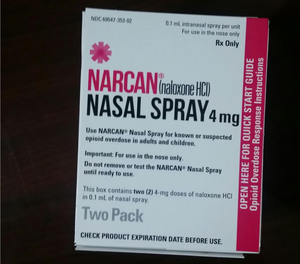 NDC 69547-353-02
0.1 mL intranasal spray per unit
For use in the nose only
Rx Only
NARCAN® (naloxone HCl)
NASAL SPRAY 4 mg
Use NARCAN® Nasal Spray for known or suspected
opioid overdose in adults and children.
Important: For use in the nose only.
Do not remove or test the NARCAN® Nasal Spray
until ready to use.
This box contains two (2) 4-mg doses of naloxone HCl
in 0.1 mL of nasal spray.
Two Pack
CHECK PRODUCT EXPIRATION DATE BEFORE USE.
OPEN HERE FOR QUICK START GUIDE
Opioid Overdose Response Instructions